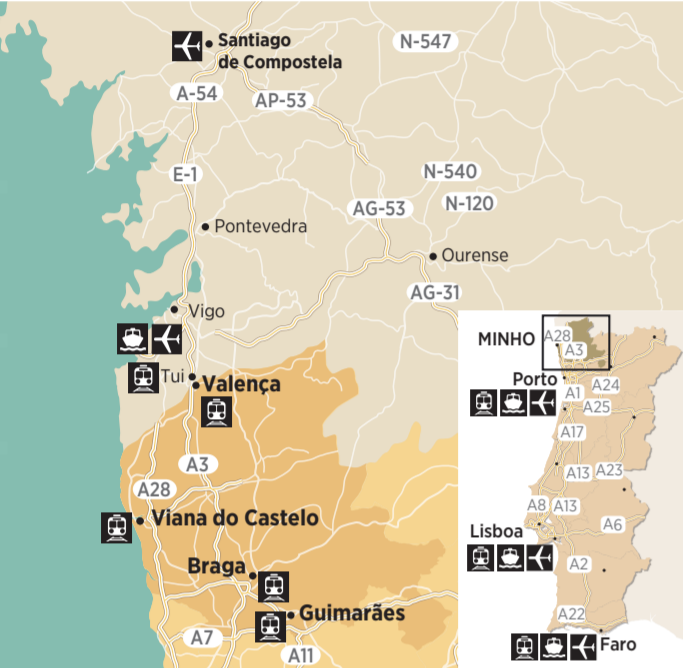 Santiago
de Compostela
N-547
A-54
AP-53
E-1
N-540
AG-53
N-120
Pontevedra
Ourense
AG-31
Vigo
Tui
Valença
A3
A28
Viana do Castelo
Braga
Guimarães
A7
A11
MINHO
A28
A3
Porto
A24
A1
A25
A17
A13
A23
A8
A13
A6
Lisboa
A2
A22
Faro